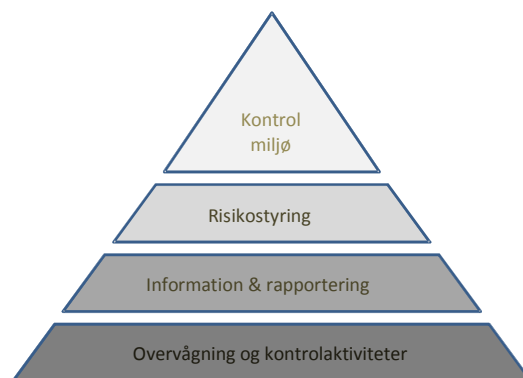 Kontrol
miljø
Risikostyring
Information & rapportering
Overvågning og kontrolaktiviteter